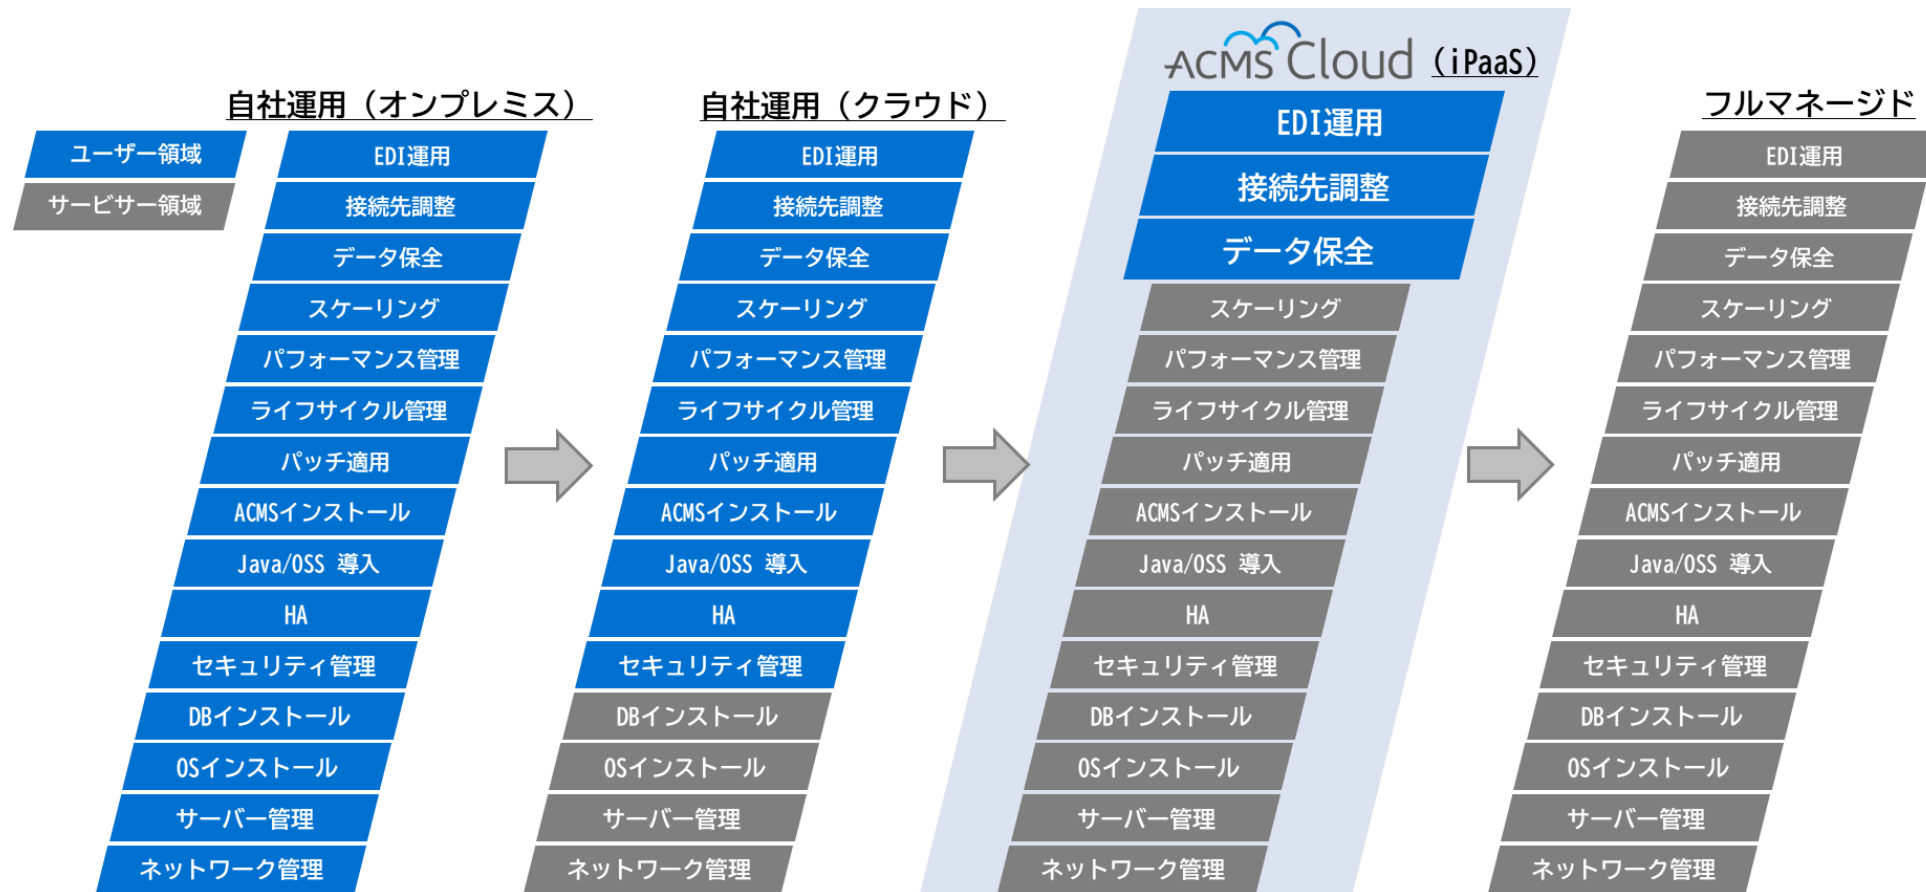 ユーザー領域
サービサー領域
自社運用（オンプレミス）
EDI運用
接続先調整
データ保全
スケーリング
パフォーマンス管理
ライフサイクル管理
パッチ適用
ACMSインストール
Java/OSS 導入
HA
セキュリティ管理
DBインストール
OSインストール
サーバー管理
ネットワーク管理
自社運用（クラウド）
EDI運用
接続先調整
データ保全
スケーリング
パフォーマンス管理
ライフサイクル管理
パッチ適用
ACMSインストール
Java/OSS 導入
HA
セキュリティ管理
DBインストール
OSインストール
サーバー管理
ネットワーク管理
ACMS Cloud（iPaaS）
EDI運用
接続先調整
データ保全
スケーリング
パフォーマンス管理
ライフサイクル管理
パッチ適用
ACMSインストール
Java/OSS 導入
HA
セキュリティ管理
DBインストール
OSインストール
サーバー管理
ネットワーク管理
フルマネージド
EDI運用
接続先調整
データ保全
スケーリング
パフォーマンス管理
ライフサイクル管理
パッチ適用
ACMSインストール
Java/OSS 導入
HA
セキュリティ管理
DBインストール
OSインストール
サーバー管理
ネットワーク管理